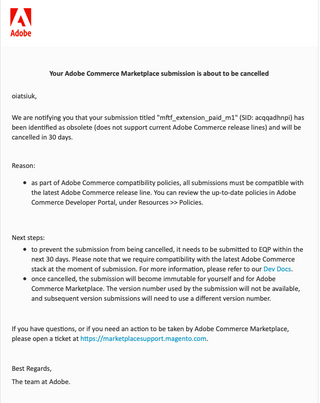 Adobe
Your Adobe Commerce Marketplace submission is about to be cancelled
oiatsiuk,
We are notifying you that your submission titled "mftf_extension_paid_m1" (SID: acqqadhnpi) has
been identified as obsolete (does not support current Adobe Commerce release lines) and will be
cancelled in 30 days.
Reason:
• as part of Adobe Commerce compatibility policies, all submissions must be compatible with
the latest Adobe Commerce release line. You can review the up-to-date policies in Adobe
Commerce Developer Portal, under Resources >> Policies.
Next steps:
• to prevent the submission from being cancelled, it needs to be submitted to EQP within the
next 30 days. Please note that we require compatibility with the latest Adobe Commerce
stack at the moment of submission. For more information, please refer to our Dev Docs.
• once cancelled, the submission will become immutable for yourself and for Adobe
Commerce Marketplace. The version number used by the submission will not be available,
and subsequent version submissions will need to use a different version number.
If you have questions, or if you need an action to be taken by Adobe Commerce Marketplace,
please open a ticket at https://marketplacesupport.magento.com.
Best Regards,
The team at Adobe.